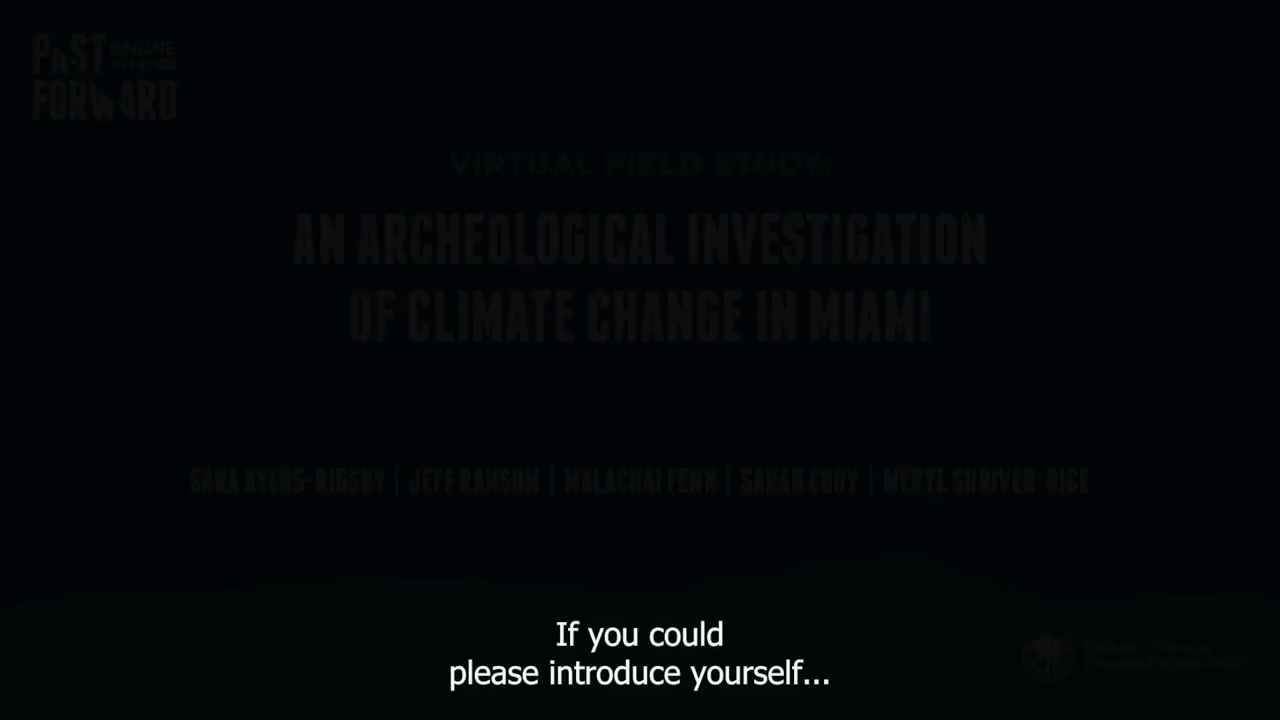 PAST ONLINE
FORWARD
VIRTUAL FIELD STUDY:
AN ARCHEOLOGICAL INVESTIGATION
OF CLIMATE CHANGE IN MIAMI
SARA AYERS-RIGSBY | JEFF RANSOM | MALACHAI FENN | SARAH CODY | MERYL SHRIVER-RICE
If you could
please introduce yourself...